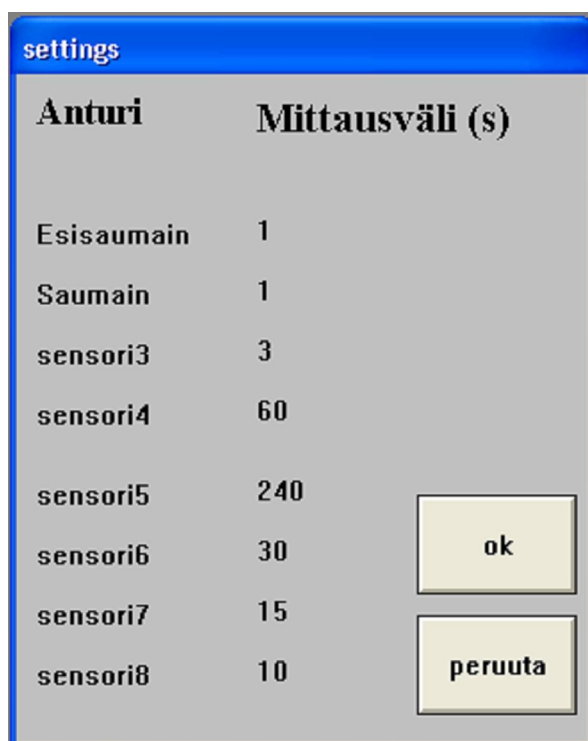 settings
Anturi Mittausväli (s)
Esisaumain 1
Saumain 1
sensori3 3
sensori4 60
sensori5 240
sensori6 30
ok
sensori7 15
sensori8 10
peruuta